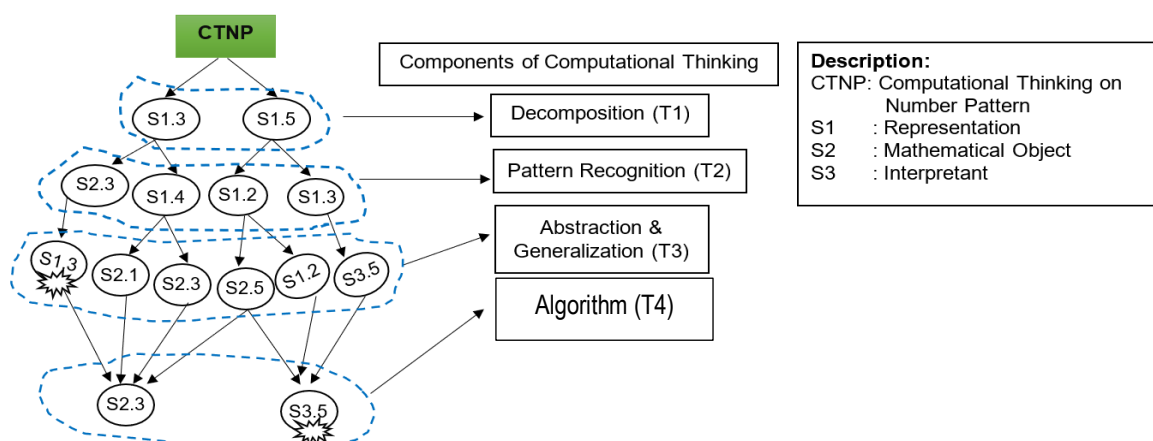 CTNP
Components of Computational Thinking
Description:
CTNP: Computational Thinking on
Number Pattern
S1 : Representation
S2 : Mathematical Object
S3 : Interpretant
S1.3
S1.5
Decomposition (T1)
S2.3
S1.4
S1.2
S1.3
Pattern Recognition (T2)
S1.3
S2.1
S2.3
S2.5
S1.2
S3.5
Abstraction &
Generalization (T3)
Algorithm (T4)
S2.3
S3.5